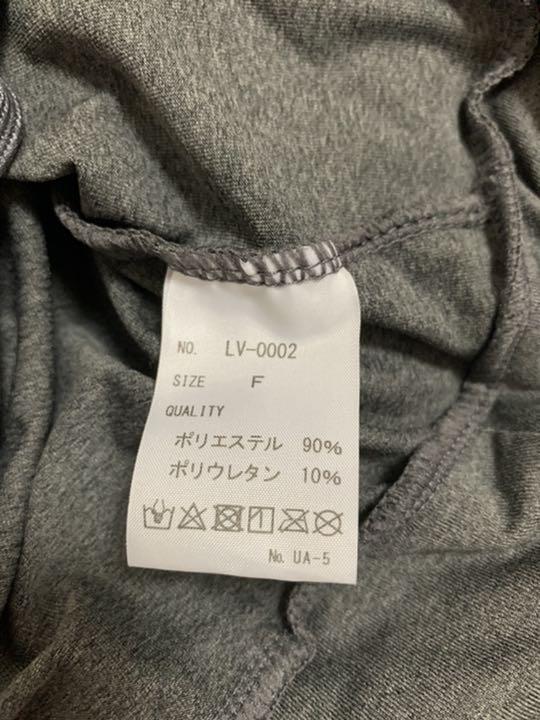 NO. LV-0002
SIZE F
QUALITY
ポリエステル 90%
ポリウレタン 10%
No. UA-5